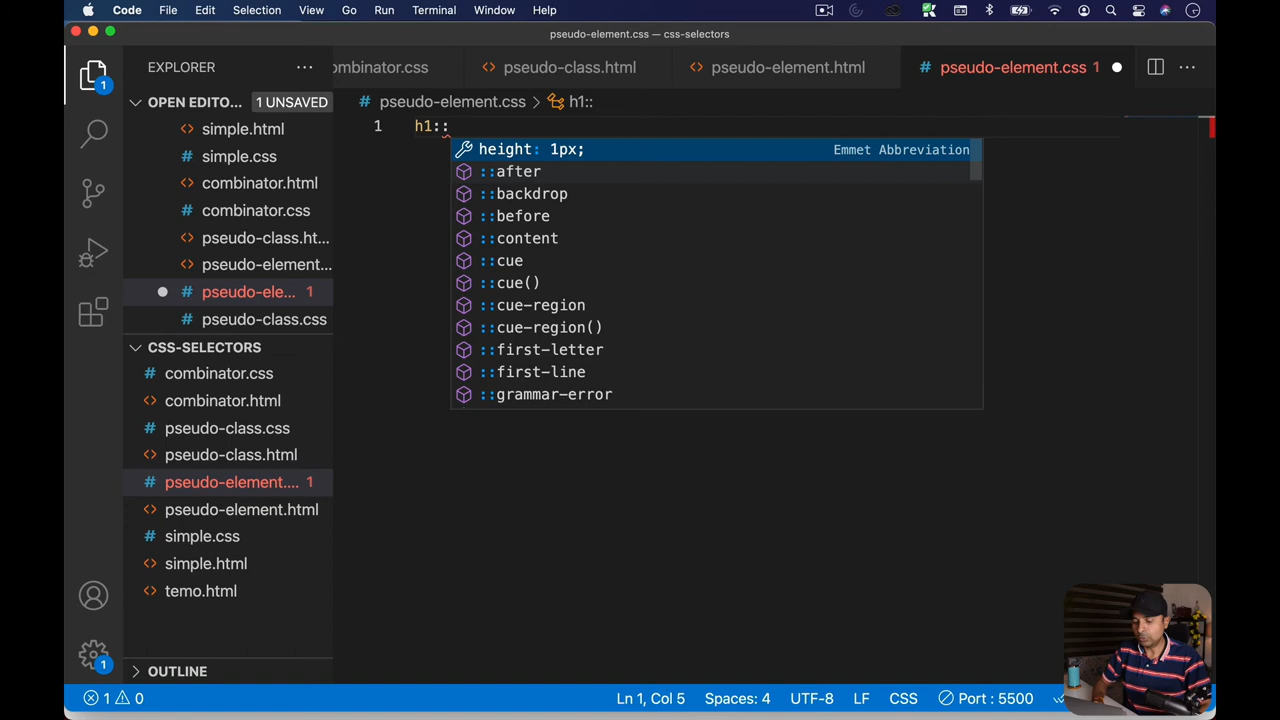 Code File Edit Selection View Go Run Terminal Window Help
pseudo-element.css — css-selectors
EXPLORER
ombinator.css
pseudo-class.html
pseudo-element.html
pseudo-element.css 1
OPEN EDITO... 1 UNSAVED
pseudo-element.css > h1::
simple.html
simple.css
combinator.html
combinator.css
pseudo-class.ht...
pseudo-element...
pseudo-ele... 1
pseudo-class.css
CSS-SELECTORS
combinator.css
combinator.html
pseudo-class.css
pseudo-class.html
pseudo-element.... 1
pseudo-element.html
simple.css
simple.html
temo.html
OUTLINE
1 h1::
height: 1px; Emmet Abbreviation
::after
::backdrop
::before
::content
::cue
::cue()
::cue-region
::cue-region()
::first-letter
::first-line
::grammar-error
1
1
1 0 Ln 1, Col 5 Spaces: 4 UTF-8 LF CSS Port : 5500